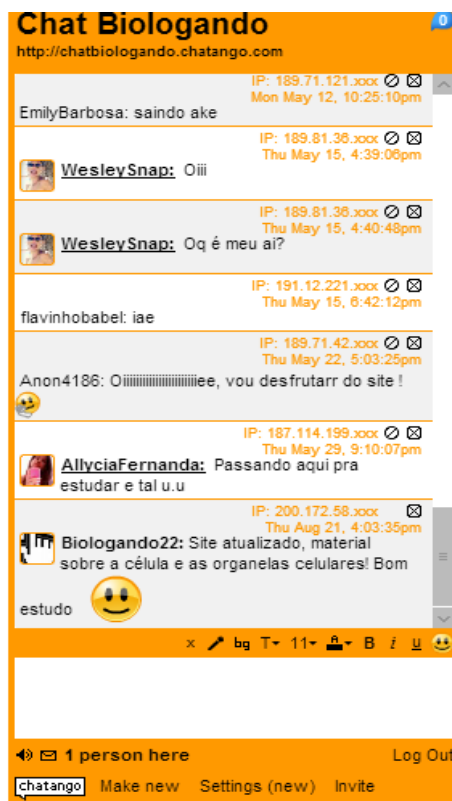 Chat Biologando
0
http://chatbiologando.chatango.com
IP: 189.71.121.xxx
Mon May 12, 10:25:10pm
EmilyBarbosa: saindo ake
IP: 189.81.36.xxx
Thu May 15, 4:39:06pm
WesleySnap: Oiii
IP: 189.81.36.xxx
Thu May 15, 4:40:48pm
WesleySnap: Oq é meu ai?
IP: 191.12.221.xxx
Thu May 15, 6:42:12pm
flavinhobabel: iae
IP: 189.71.42.xxx
Thu May 22, 5:03:25pm
Anon4186: Oiiiiiiiiiiiiiiiiiiiiiiiee, vou desfrutarr do site !
IP: 187.114.199.xxx
Thu May 29, 9:10:07pm
AllyciaFernanda: Passando aqui pra
estudar e tal u.u
IP: 200.172.58.xxx
Thu Aug 21, 4:03:35pm
Biologando22: Site atualizado, material
sobre a célula e as organelas celulares! Bom
estudo
x bg T 11 A B i u
1 person here Log Out
chatango Make new Settings (new) Invite